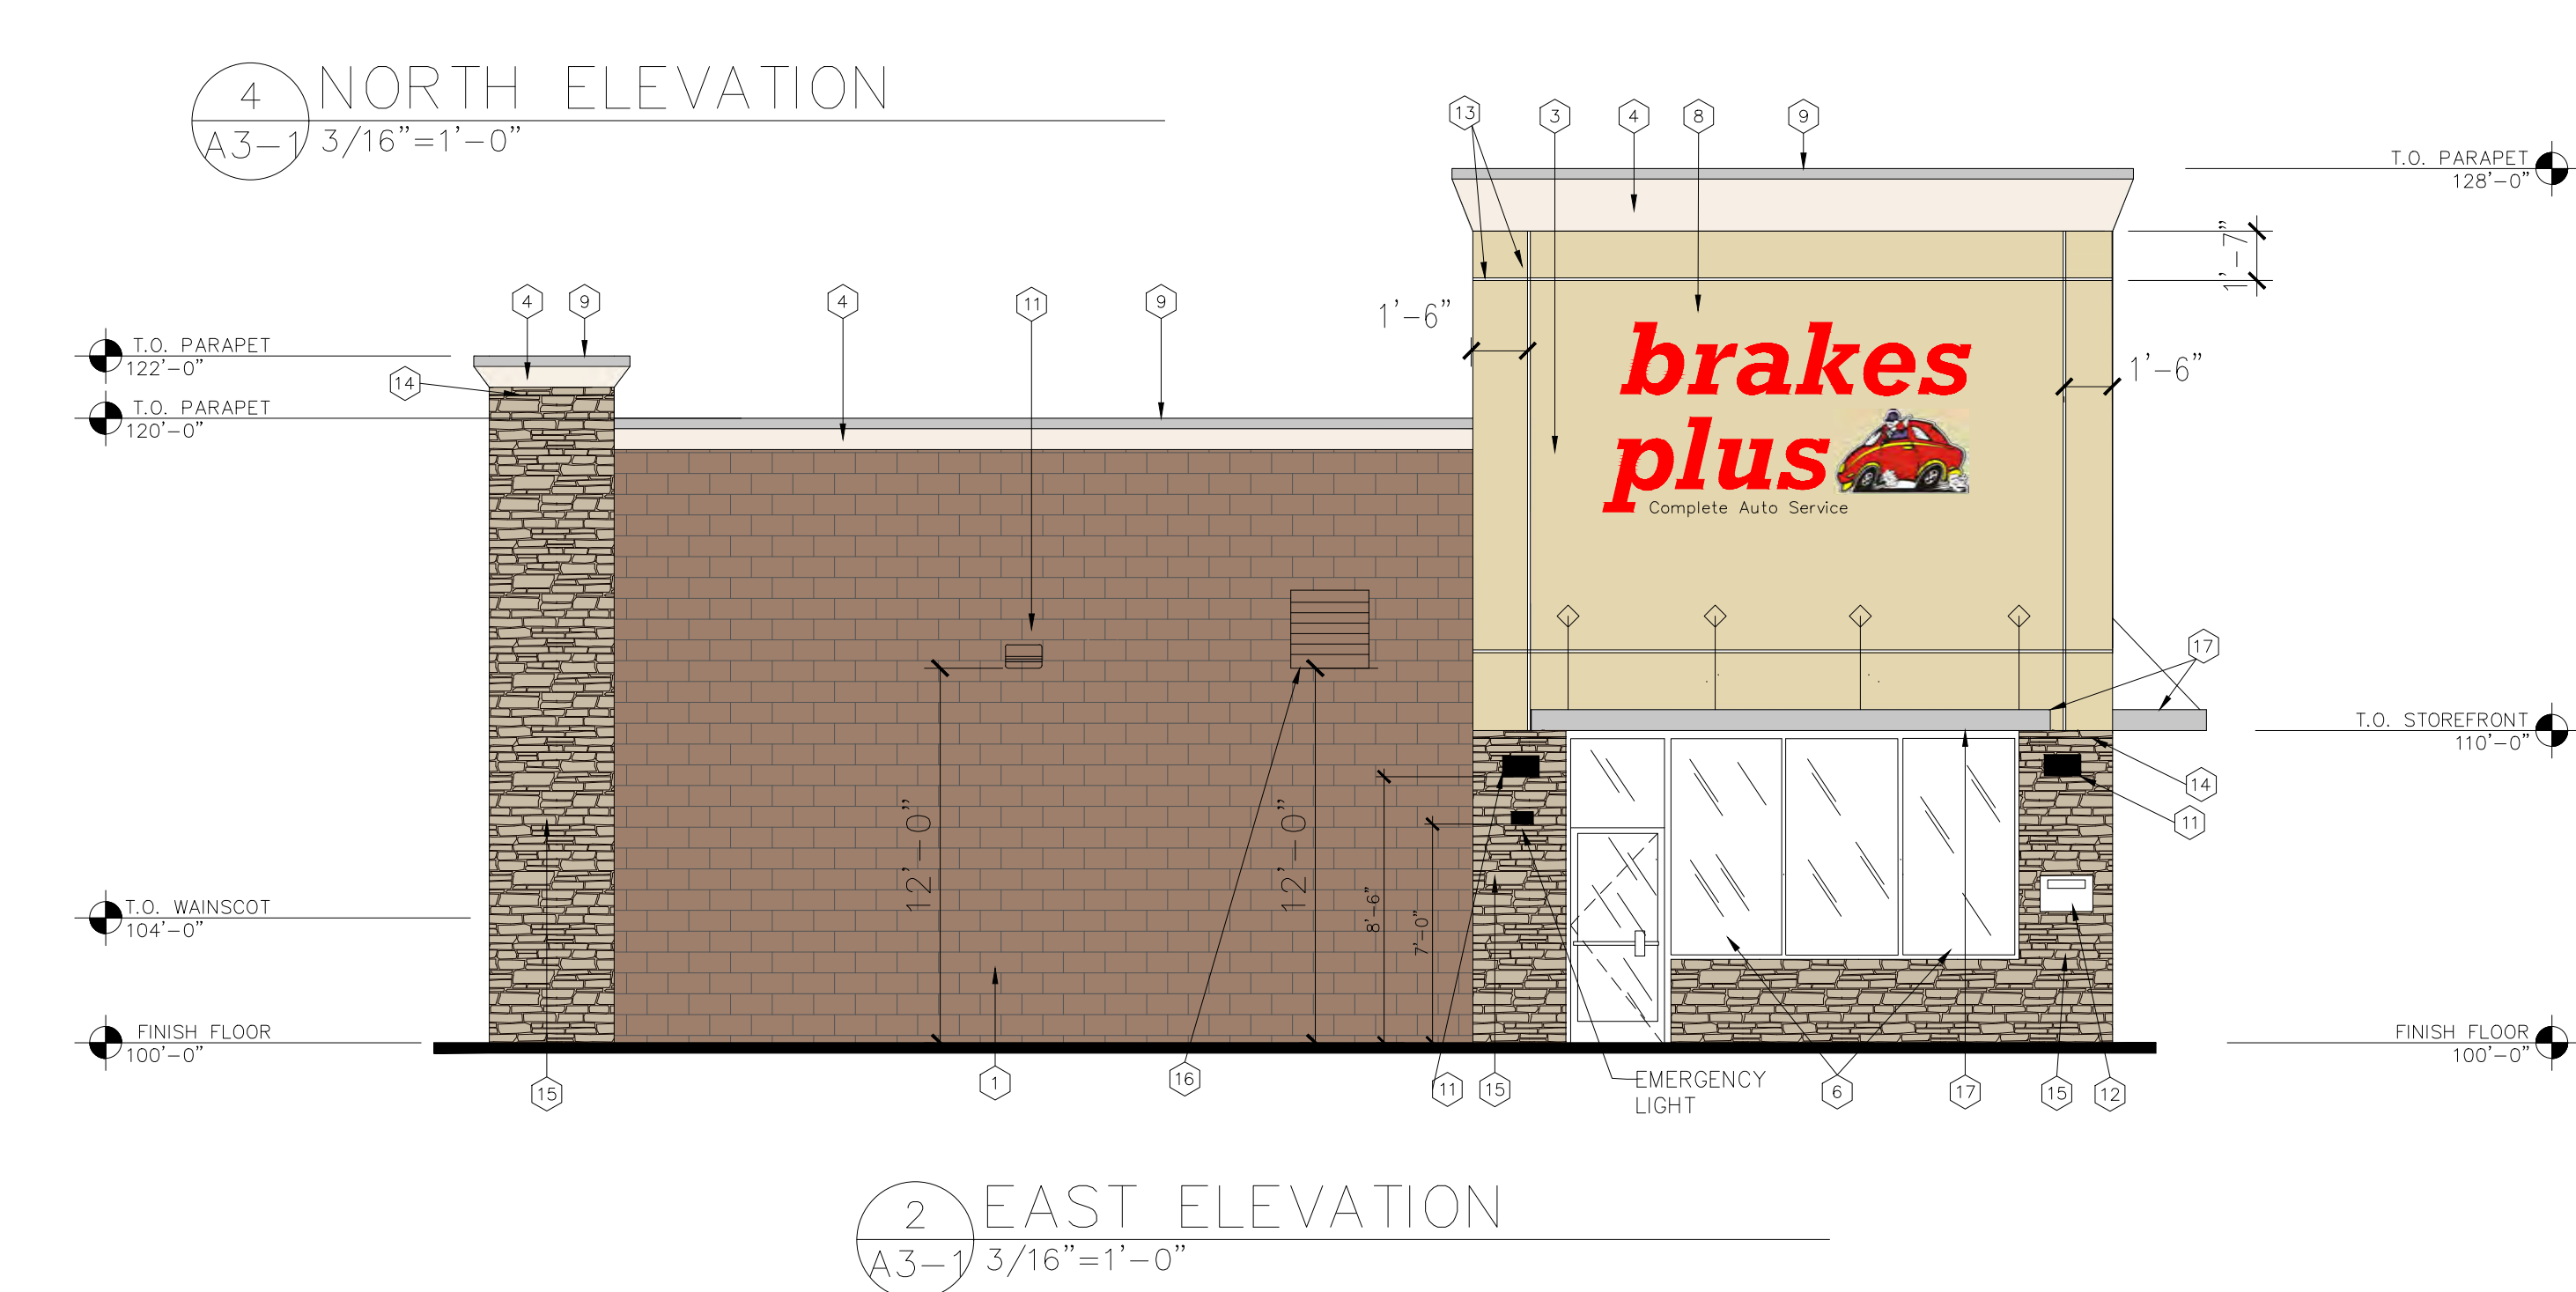 4
NORTH ELEVATION
A3-1
3/16"=1'-0"
13
3
4
8
9
T.O. PARAPET
128'-0"
1'-7"
4
9
4
11
9
1'-6"
T.O. PARAPET
122'-0"
14
T.O. PARAPET
120'-0"
brakes
plus
Complete Auto Service
1'-6"
17
T.O. STOREFRONT
110'-0"
14
11
12'-0"
12'-0"
8'-6"
7'-0"
T.O. WAINSCOT
104'-0"
FINISH FLOOR
100'-0"
FINISH FLOOR
100'-0"
15
1
16
11
15
EMERGENCY
LIGHT
6
17
15
12
2
EAST ELEVATION
A3-1
3/16"=1'-0"